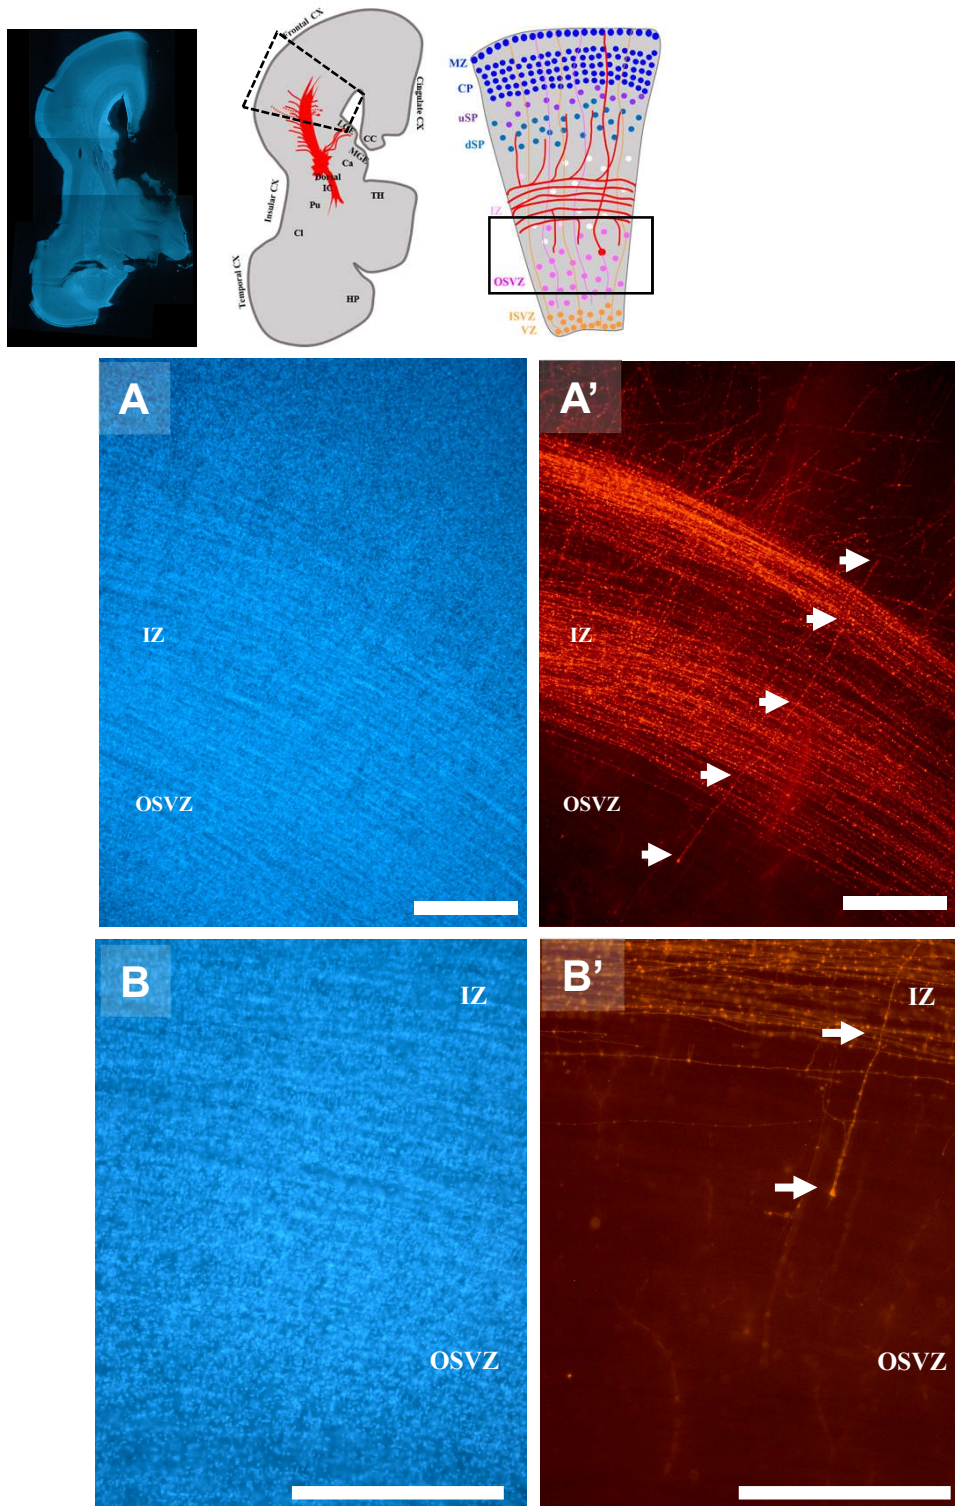 Frontal CX
Cingulate CX
LGE
CC
MGE
Ca
Dorsal
IC
TH
Pu
Insular CX
Cl
Temporal CX
HP
MZ
CP
uSP
dSP
IZ
OSVZ
ISVZ
VZ
A
IZ
OSVZ
A’
IZ
OSVZ
B
IZ
OSVZ
B’
IZ
OSVZ